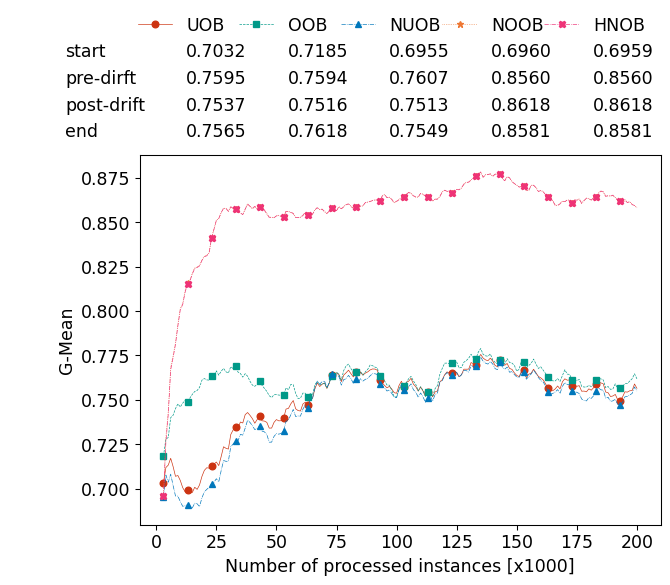 UOB OOB NUOB NOOB HNOB
start 0.7032 0.7185 0.6955 0.6960 0.6959
pre-dirft 0.7595 0.7594 0.7607 0.8560 0.8560
post-drift 0.7537 0.7516 0.7513 0.8618 0.8618
end 0.7565 0.7618 0.7549 0.8581 0.8581
0.875
0.850
0.825
0.800
0.775
0.750
0.725
0.700
G-Mean
0 25 50 75 100 125 150 175 200
Number of processed instances [x1000]